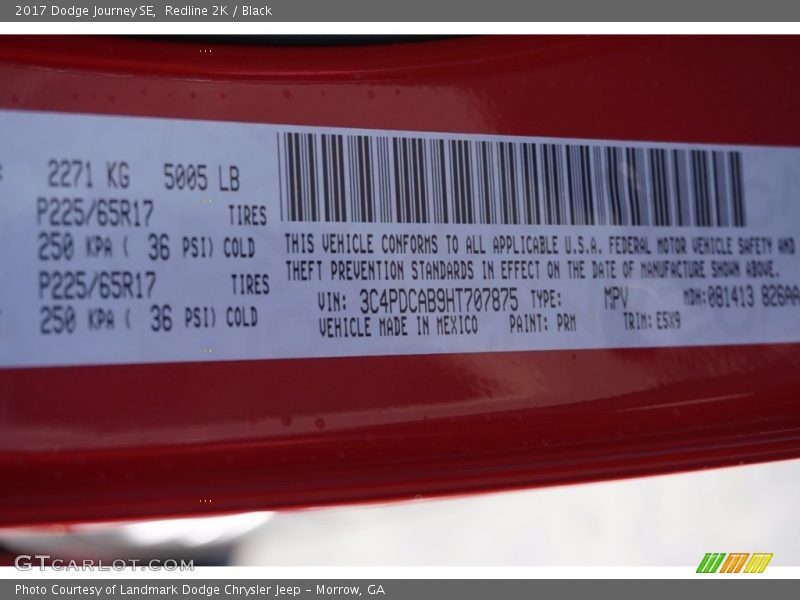 2017 Dodge Journey SE, Redline 2K / Black
2271 KG 5005 LB
P225/65R17 TIRES
250 KPA ( 36 PSI) COLD
P225/65R17 TIRES
250 KPA ( 36 PSI) COLD
THIS VEHICLE CONFORMS TO ALL APPLICABLE U.S.A. FEDERAL MOTOR VEHICLE SAFETY AND
THEFT PREVENTION STANDARDS IN EFFECT ON THE DATE OF MANUFACTURE SHOWN ABOVE.
VIN: 3C4PDCAB9HT707875 TYPE: MPV MDH: 081413 826AA
VEHICLE MADE IN MEXICO PAINT: PRM TRIM: E5X9
GTCARLOT.COM
Photo Courtesy of Landmark Dodge Chrysler Jeep - Morrow, GA